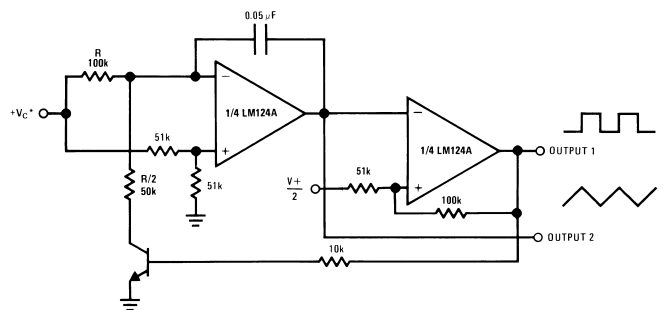 0.05 μF
R
100k
+VC*
1/4 LM124A
51k
51k
R/2
50k
1/4 LM124A
OUTPUT 1
V+
2
51k
100k
OUTPUT 2
10k